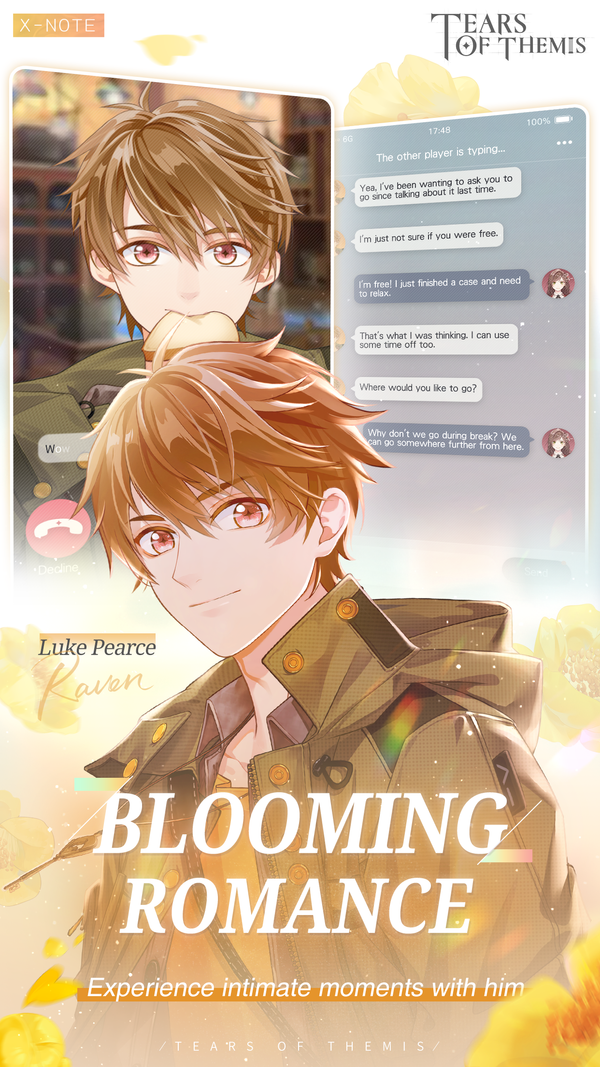 X-NOTE
TEARS
OF THEMIS
6G
17:48
100%
The other player is typing...
Yea, I've been wanting to ask you to
go since talking about it last time.
I'm just not sure if you were free.
I'm free! I just finished a case and need
to relax.
That's what I was thinking. I can use
some time off too.
Where would you like to go?
Why don't we go during break? We
can go somewhere further from here.
Wow
Decline
Luke Pearce
Raven
BLOOMING
ROMANCE
Experience intimate moments with him
/TEARS OF THEMIS/